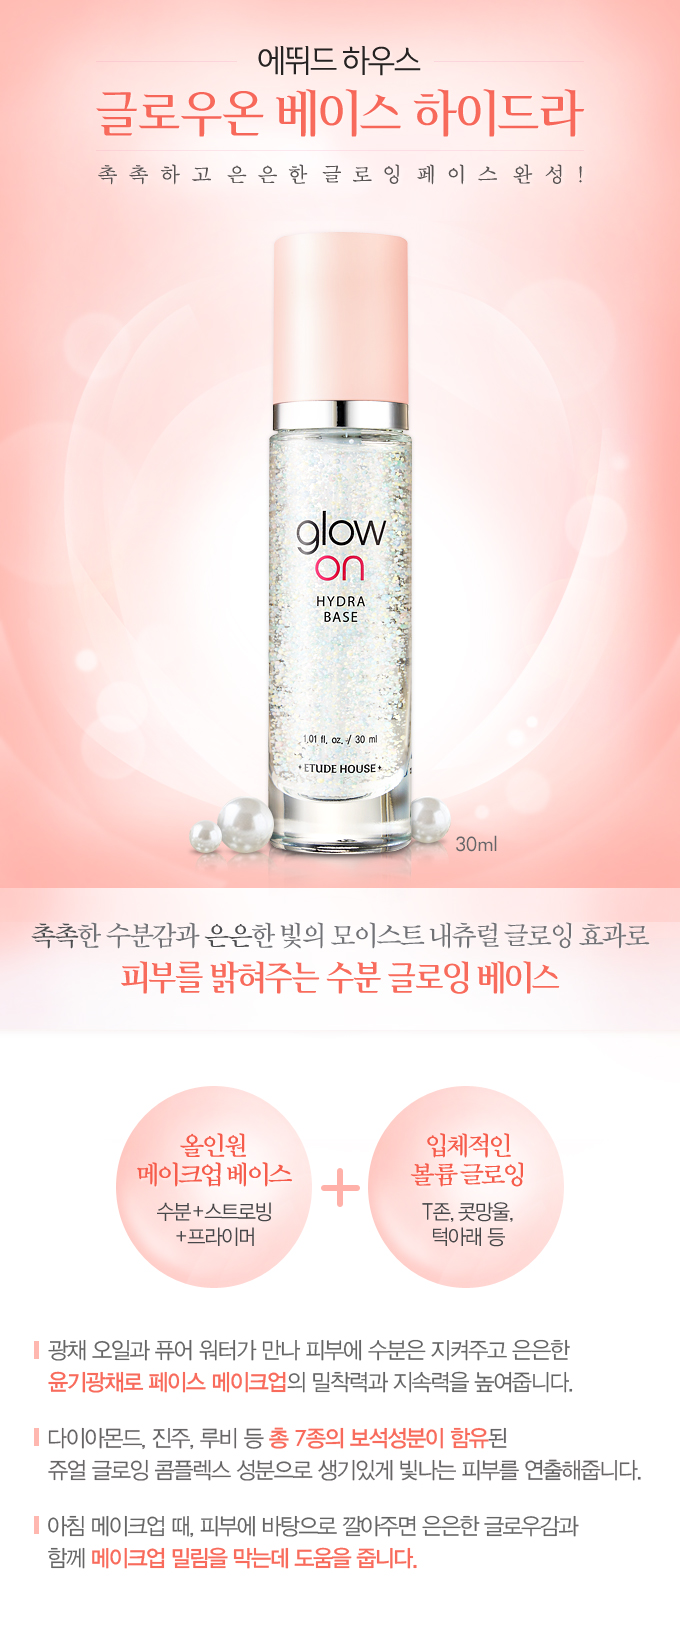 에뛰드 하우스
글로우온 베이스 하이드라
촉촉하고 은은한 글로잉 페이스 완성!
glow
on
HYDRA
BASE
1.01 fl. oz. / 30 ml
ETUDE HOUSE
30ml
촉촉한 수분감과 은은한 빛의 모이스트 내츄럴 글로잉 효과로
피부를 밝혀주는 수분 글로잉 베이스
올인원
메이크업 베이스
수분+스트로빙
+프라이머
+
입체적인
볼륨 글로잉
T존, 콧망울,
턱아래 등
광채 오일과 퓨어 워터가 만나 피부에 수분은 지켜주고 은은한
윤기광채로 페이스 메이크업의 밀착력과 지속력을 높여줍니다.
다이아몬드, 진주, 루비 등 총 7종의 보석성분이 함유된
쥬얼 글로잉 콤플렉스 성분으로 생기있게 빛나는 피부를 연출해줍니다.
아침 메이크업 때, 피부에 바탕으로 깔아주면 은은한 글로우감과
함께 메이크업 밀림을 막는데 도움을 줍니다.